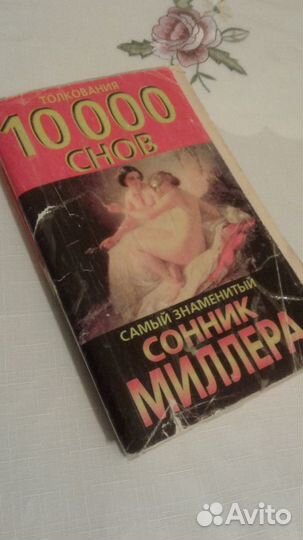 ТОЛКОВАНИЯ
10 000
СНОВ
САМЫЙ ЗНАМЕНИТЫЙ
СОННИК
МИЛЛЕРА
Avito